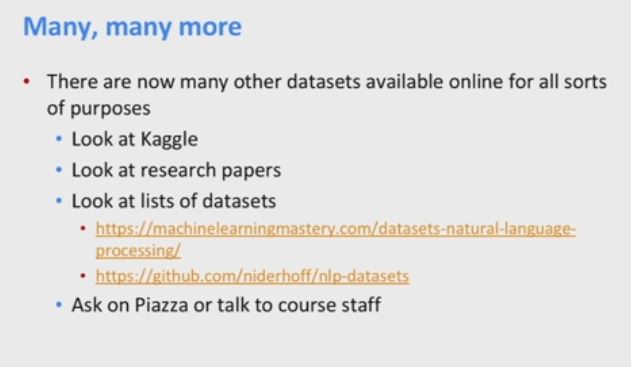 Many, many more
• There are now many other datasets available online for all sorts
of purposes
• Look at Kaggle
• Look at research papers
• Look at lists of datasets
• https://machinelearningmastery.com/datasets-natural-language-
processing/
• https://github.com/niderhoff/nlp-datasets
• Ask on Piazza or talk to course staff